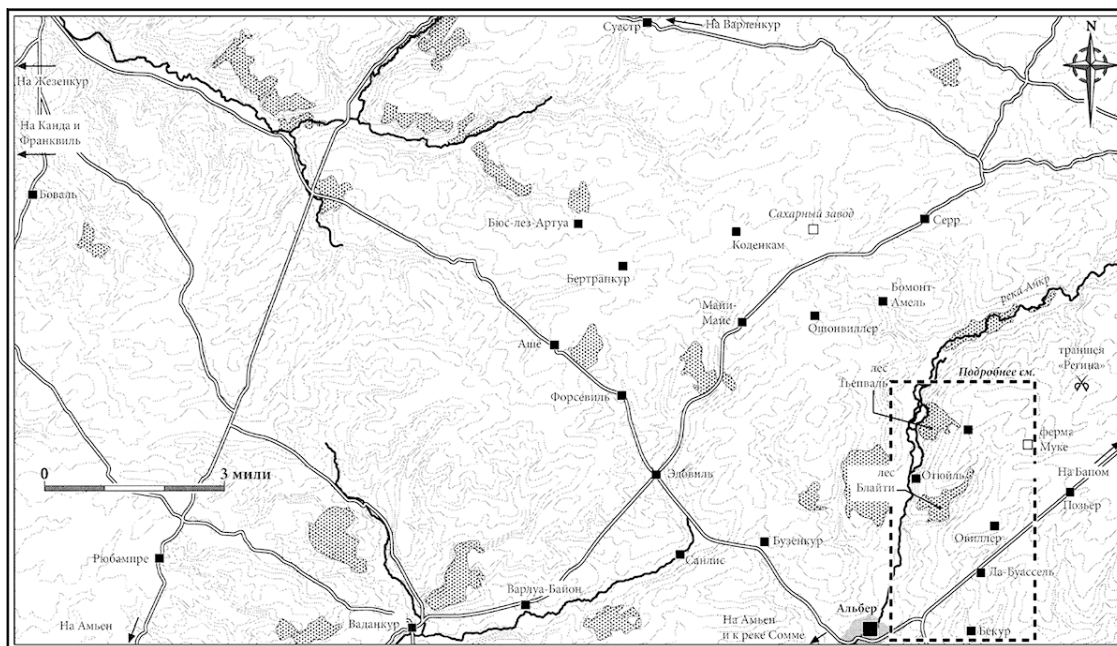 На Варленкур
Суастр
N
На Жезенкур
На Канда и
Франквиль
Боваль
Бюс-лез-Артуа
Сахарный завод
Коленкам
Серр
Бертранкур
Бомонт-
Амель
река Анкр
Майи-
Майе
Ошонвиллер
Аше
траншея
«Регина»
Подробнее см.
лес
Тьепваль
Форсевиль
8
ферма
Муке
0
3 мили
Эдовиль
лес
Блайти
Отюйль
На Бапом
Позьер
Овиллер
Бузенкур
Рюбампре
Санлис
Ла-Буассель
Варлуа-Байон
Альбер
На Амьен
Ваданкур
На Амьен
и к реке Сомме
Бекур